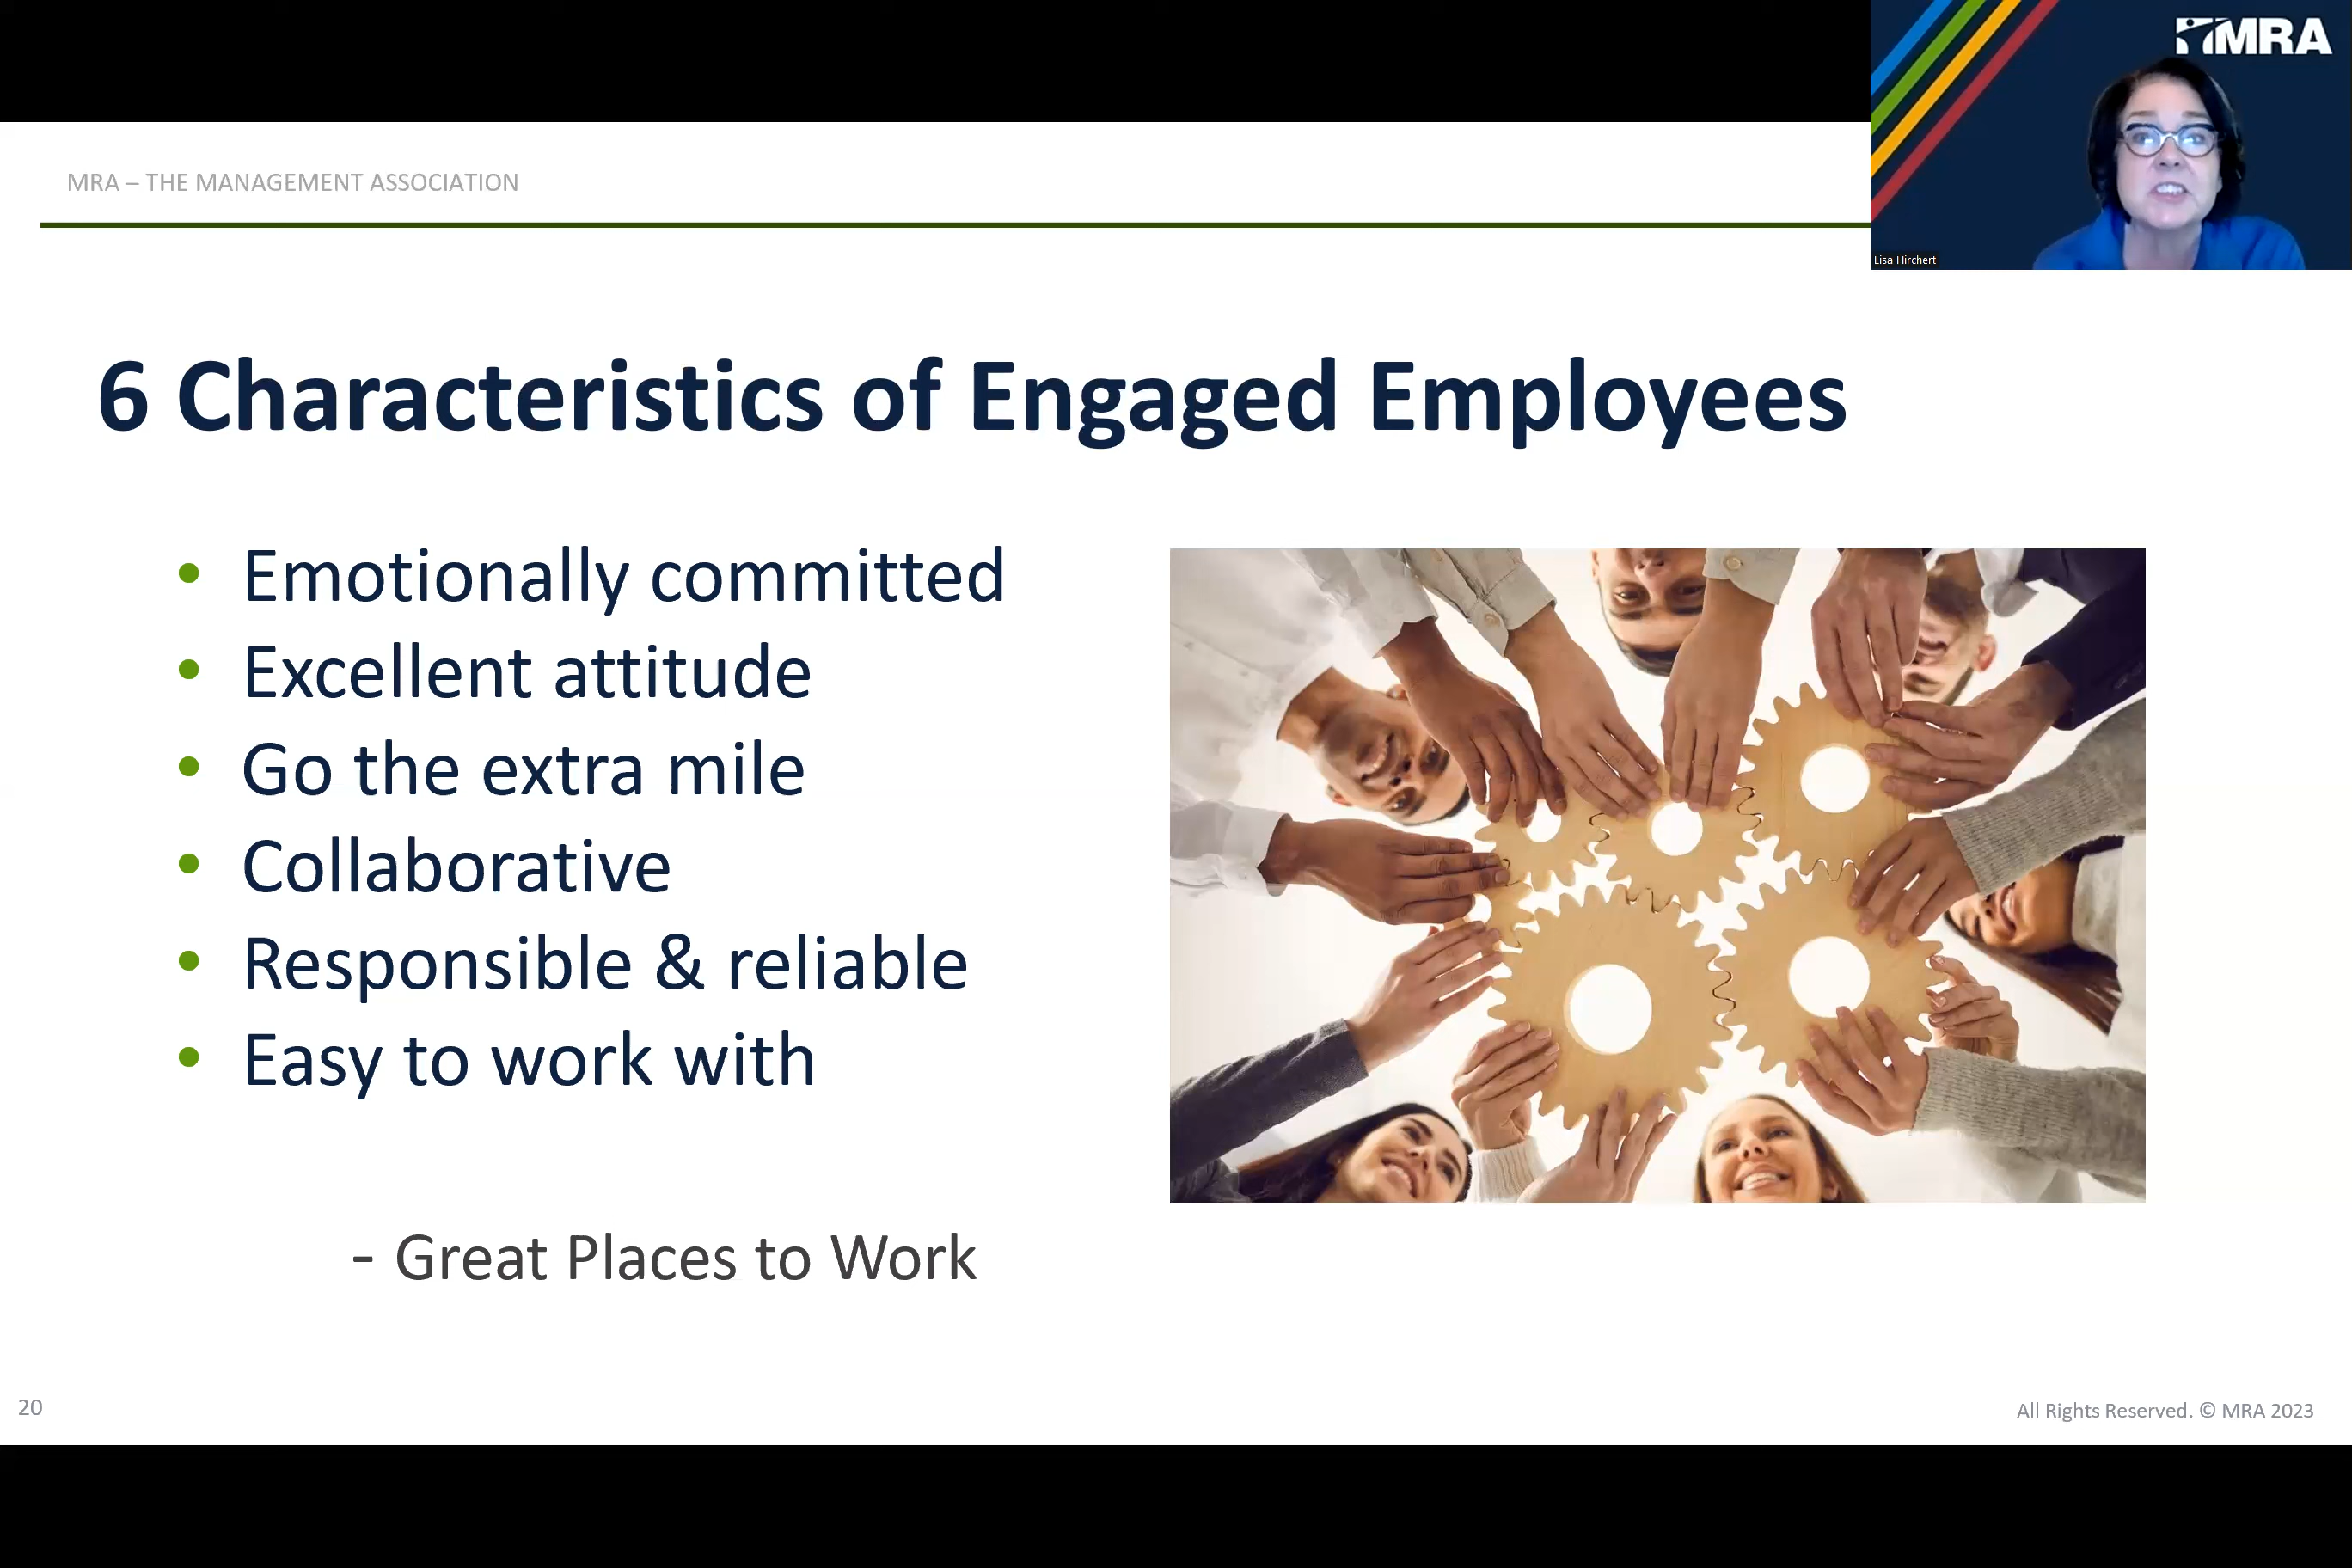 MRA
MRA – THE MANAGEMENT ASSOCIATION
Lisa Hirchert
6 Characteristics of Engaged Employees
• Emotionally committed
• Excellent attitude
• Go the extra mile
• Collaborative
• Responsible & reliable
• Easy to work with
- Great Places to Work
20
All Rights Reserved. © MRA 2023